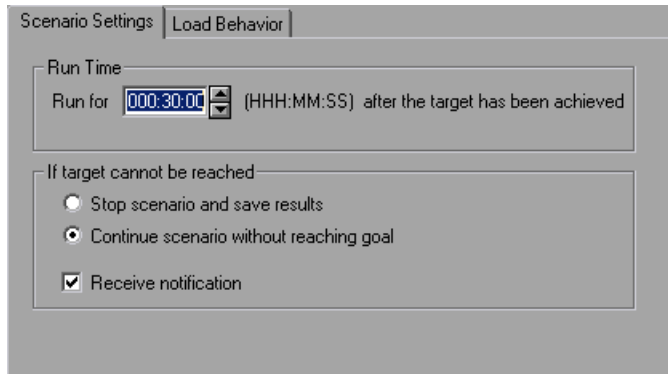 Scenario Settings Load Behavior
Run Time
Run for 000:30:00 (HHH:MM:SS) after the target has been achieved
If target cannot be reached
Stop scenario and save results
Continue scenario without reaching goal
Receive notification